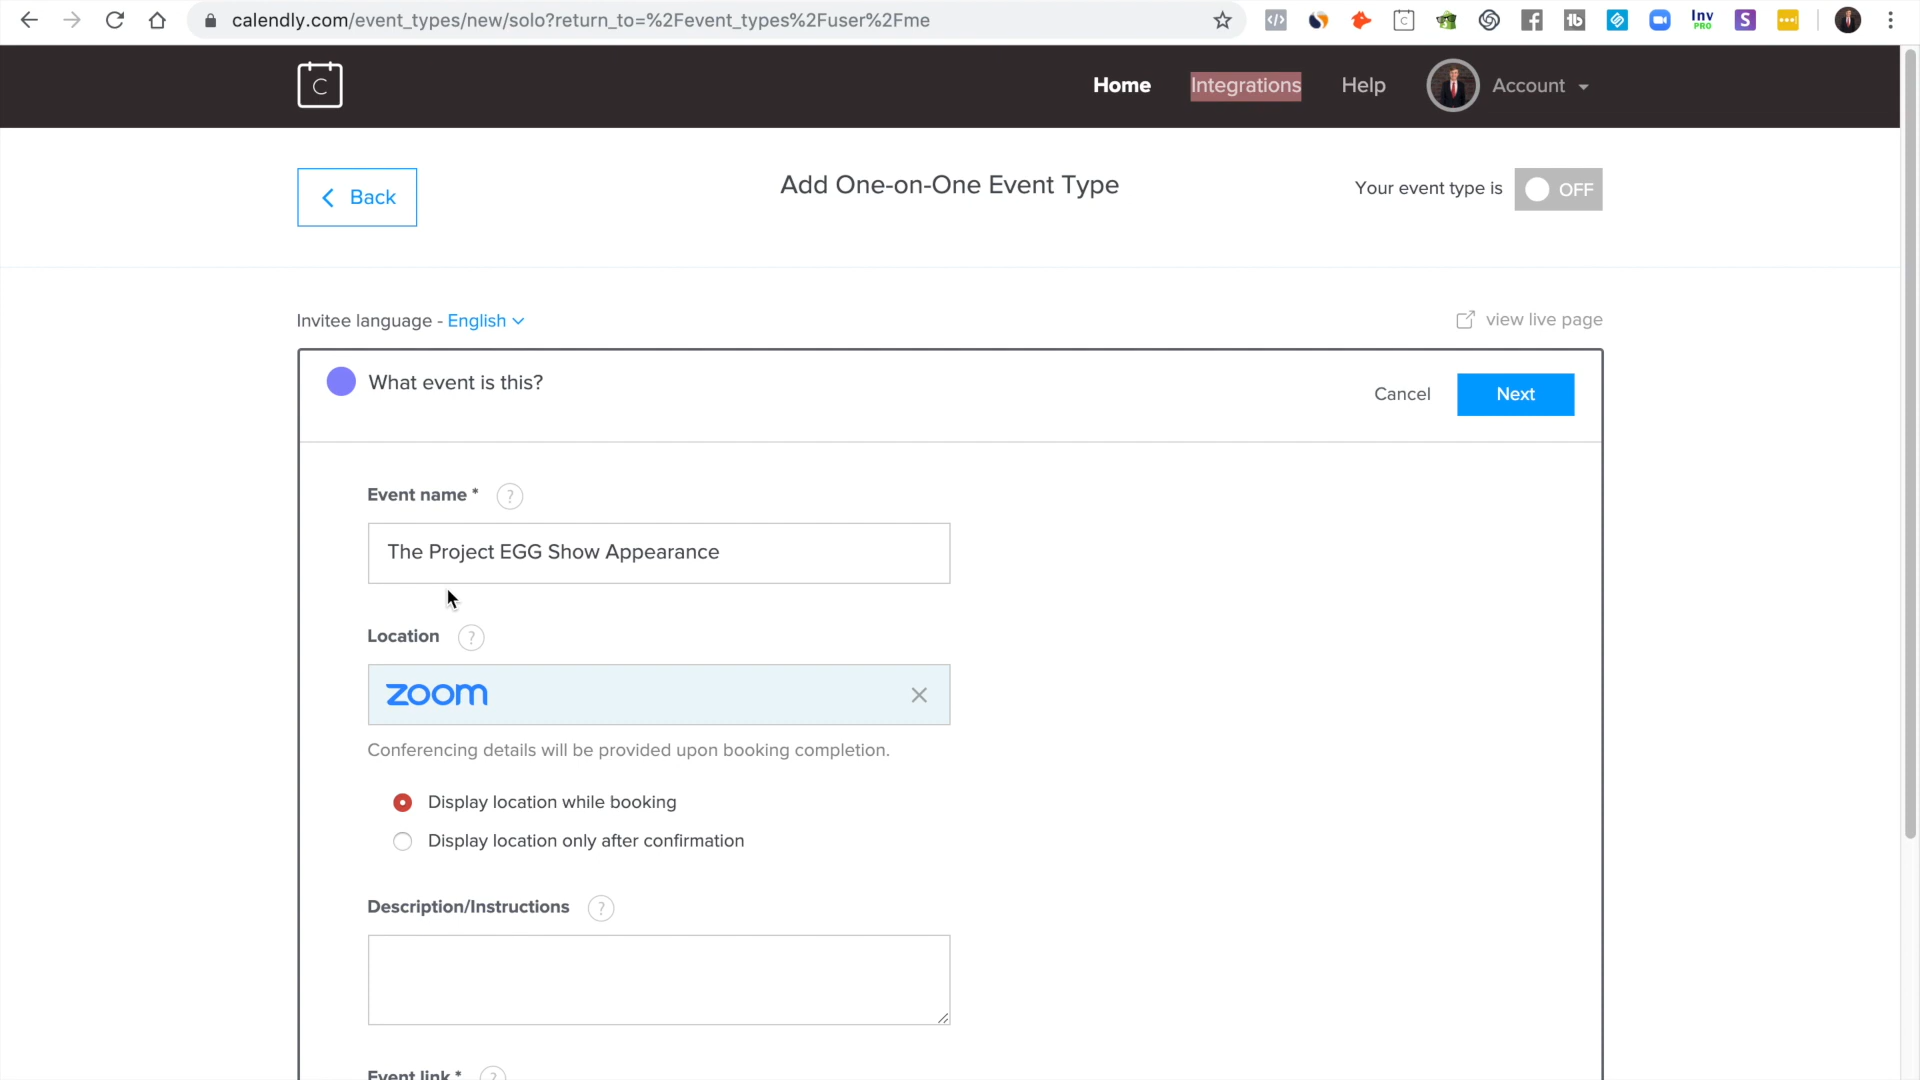 calendly.com/event_types/new/solo?return_to=%2Fevent_types%2Fuser%2Fme
Inv
PRO
C
Home
Integrations
Help
Account
Back
Add One-on-One Event Type
Your event type is
OFF
Invitee language - English
view live page
What event is this?
Cancel
Next
Event name *
?
The Project EGG Show Appearance
Location
?
zoom
Conferencing details will be provided upon booking completion.
Display location while booking
Display location only after confirmation
Description/Instructions
?
Event link *
?